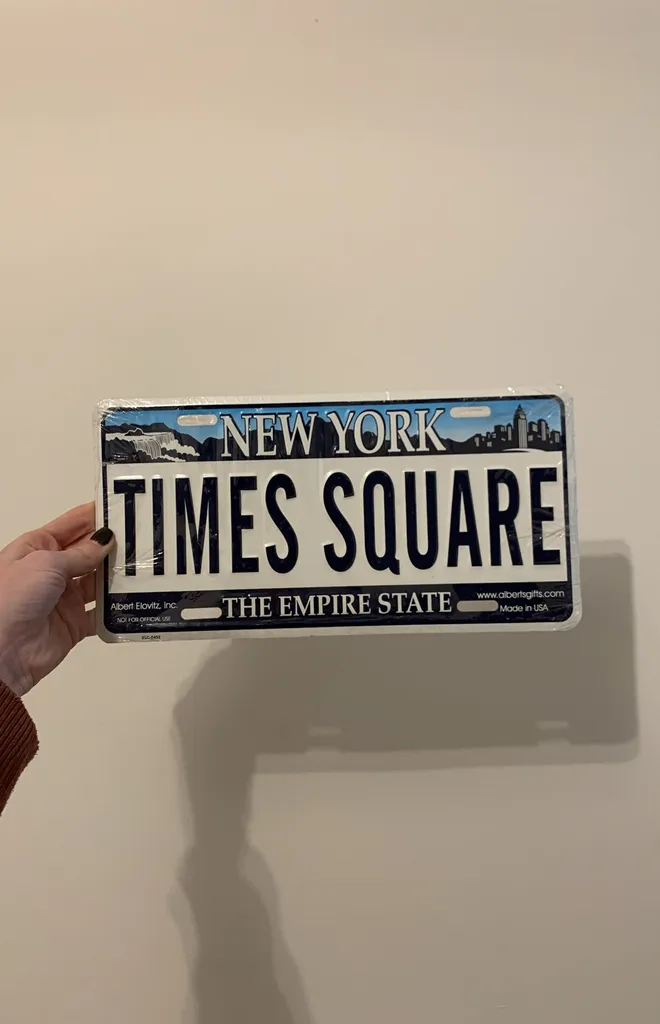 NEW YORK
TIMES SQUARE
Albert Elovitz, Inc.
NOT FOR OFFICIAL USE
THE EMPIRE STATE
www.albertsgifts.com
Made in USA